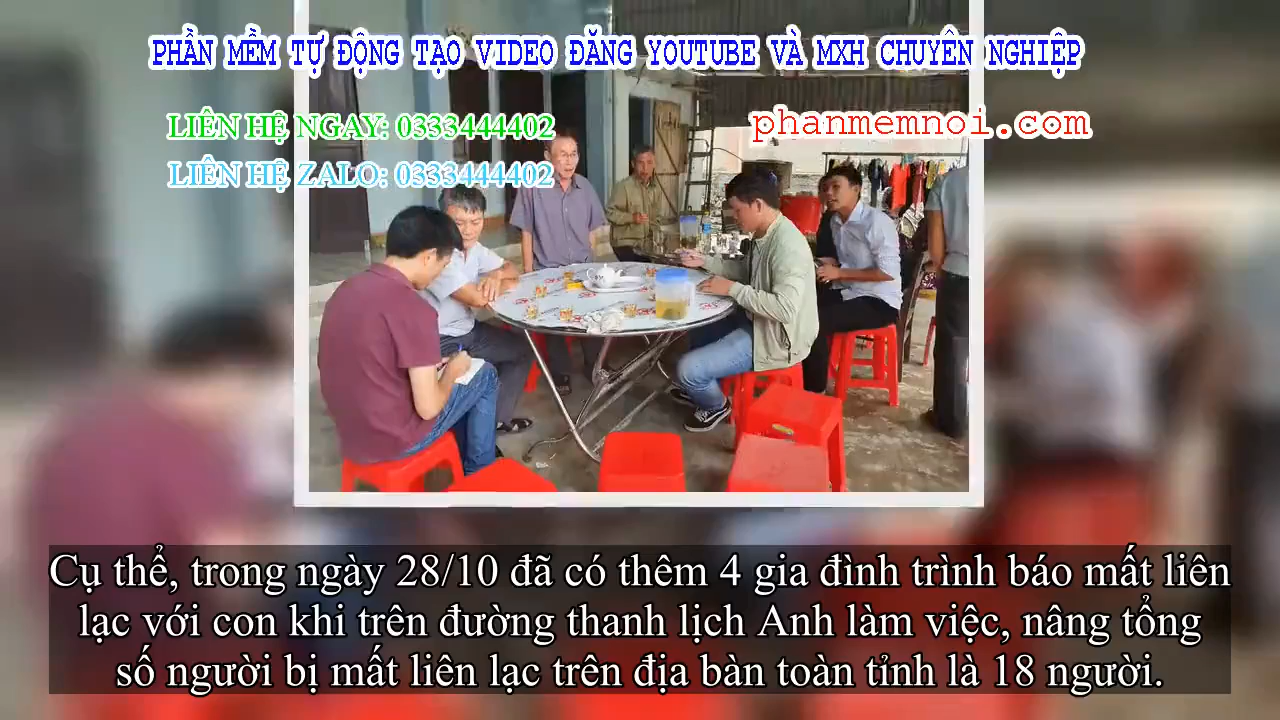 PHẦN MỀM TỰ ĐỘNG TẠO VIDEO ĐĂNG YOUTUBE VÀ MXH CHUYÊN NGHIỆP
LIÊN HỆ NGAY: 0333444402
phanmemnoi.com
LIÊN HỆ ZALO: 0333444402
Cụ thể, trong ngày 28/10 đã có thêm 4 gia đình trình báo mất liên
lạc với con khi trên đường thanh lịch Anh làm việc, nâng tổng
số người bị mất liên lạc trên địa bàn toàn tỉnh là 18 người.